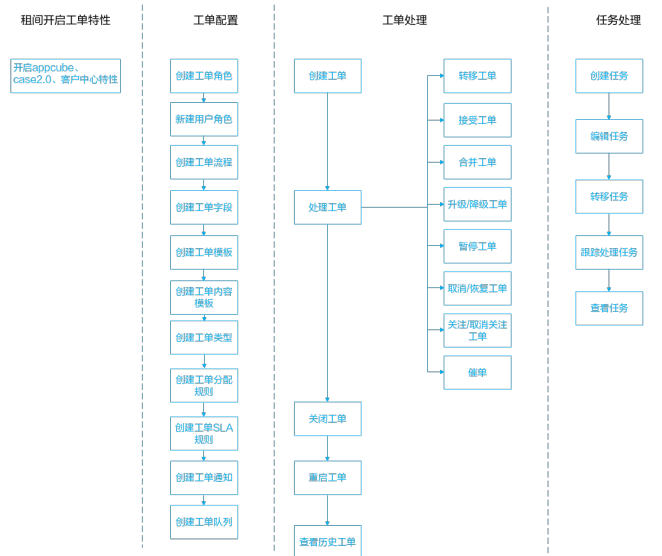 租间开启工单特性
开启appcube、
case2.0、客户中心特性
工单配置
创建工单角色
新建用户角色
创建工单流程
创建工单字段
创建工单模板
创建工单内容
模板
创建工单类型
创建工单分配
规则
创建工单SLA
规则
创建工单通知
创建工单队列
工单处理
创建工单
处理工单
关闭工单
重启工单
查看历史工单
转移工单
接受工单
合并工单
升级/降级工单
暂停工单
取消/恢复工单
关注/取消关注
工单
催单
任务处理
创建任务
编辑任务
转移任务
跟踪处理任务
查看任务